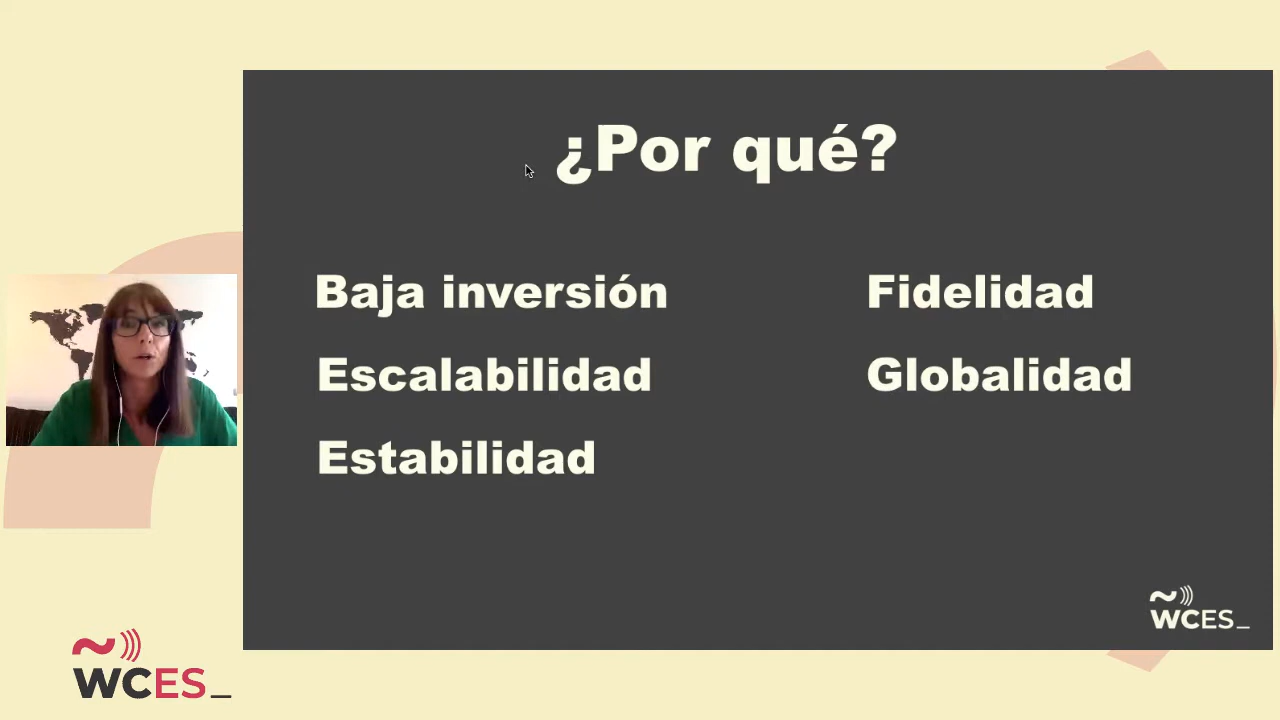 ¿Por qué?
Baja inversión
Escalabilidad
Estabilidad
Fidelidad
Globalidad
WCES_
WCES_